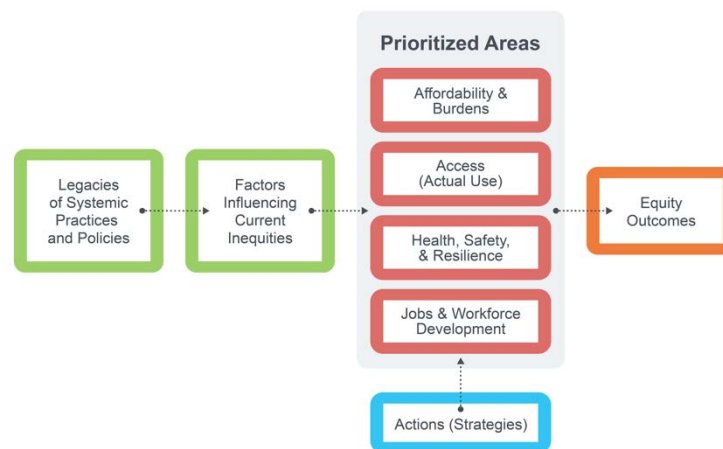 Prioritized Areas
Affordability &
Burdens
Access
(Actual Use)
Health, Safety,
& Resilience
Jobs & Workforce
Development
Legacies
of Systemic
Practices
and Policies
Factors
Influencing
Current
Inequities
Equity
Outcomes
Actions (Strategies)